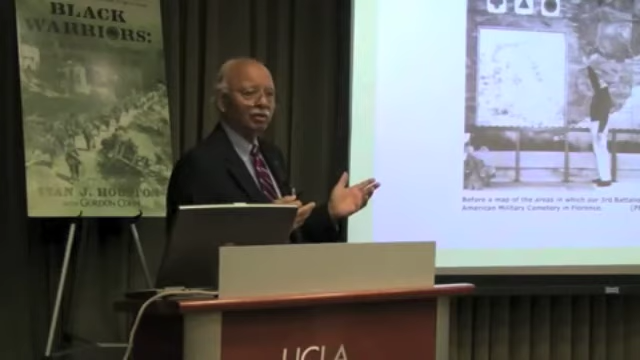 BLACK
WARRIORS:
IVAN J. HOUSTON
GORDON COHN
Before a map of the areas in which our 3rd Battalion
American Military Cemetery in Florence.
UCLA